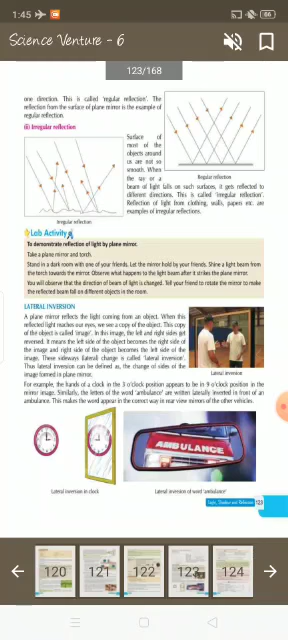 1:45
86
Science Venture - 6
123/168
one direction. This is called 'regular reflection'. The
reflection from the surface of plane mirror is the example of
regular reflection.
(ii) Irregular reflection
Surface of
most of the
objects around
us are not so
smooth. When
the ray or a
Regular reflection
beam of light falls on such surfaces, it gets reflected to
different directions. This is called 'irregular reflection'.
Reflection of light from clothing, walls, papers etc. are
examples of irregular reflections.
Irregular reflection
Lab Activity
To demonstrate reflection of light by plane mirror.
Take a plane mirror and torch.
Stand in a dark room with one of your friends. Let the mirror hold by your friends. Shine a light beam from
the torch towards the mirror. Observe what happens to the light beam after it strikes the plane mirror.
You will observe that the direction of beam of light is changed. Tell your friend to rotate the mirror to make
the reflected beam fall on different objects in the room.
LATERAL INVERSION
A plane mirror reflects the light coming from an object. When this
reflected light reaches our eyes, we see a copy of the object. This copy
of the object is called 'image'. In this image, the left and right sides get
reversed. It means the left side of the object becomes the right side of
the image and right side of the object becomes the left side of the
image. These sideways (lateral) change is called 'lateral inversion'.
Thus lateral inversion can be defined as, the change of sides of the
image formed in plane mirror.
Lateral inversion
For example, the hands of a clock in the 3 o'clock position appears to be in 9 o'clock position in the
mirror image. Similarly, the letters of the word 'ambulance' are written laterally inverted in front of an
ambulance. This makes the word appear in the correct way in rear view mirrors of the other vehicles.
AMBULANCE
Lateral inversion in clock
Lateral inversion of word 'ambulance'
Light, Shadow and Reflection 123
120
121
122
123
124